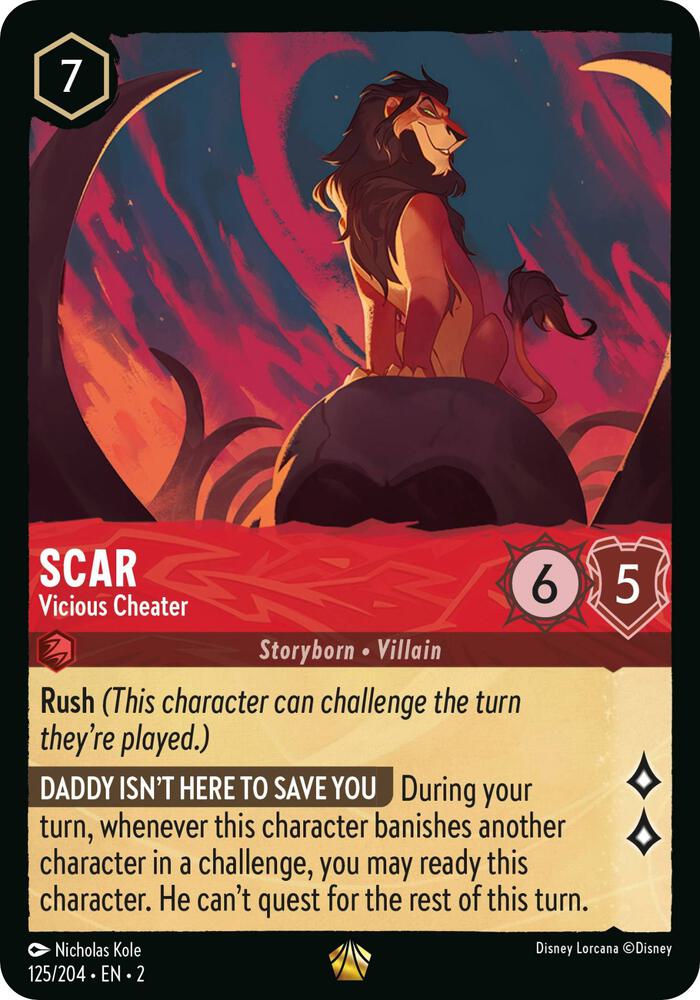 7
SCAR
Vicious Cheater
6
5
Storyborn • Villain
Rush (This character can challenge the turn
they're played.)
DADDY ISN'T HERE TO SAVE YOU During your
turn, whenever this character banishes another
character in a challenge, you may ready this
character. He can't quest for the rest of this turn.
Nicholas Kole
Disney Lorcana ©Disney
125/204 • EN • 2